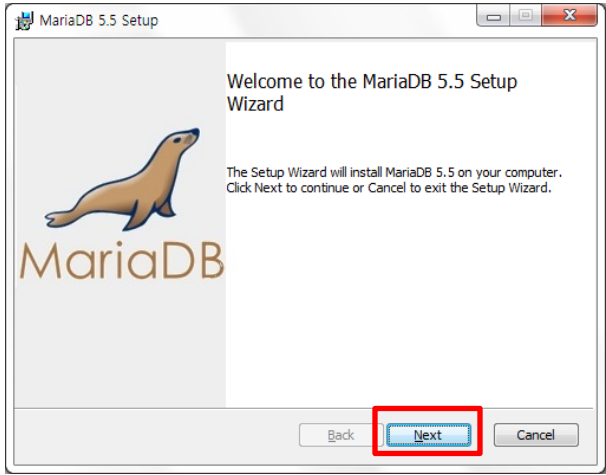 MariaDB 5.5 Setup
Welcome to the MariaDB 5.5 Setup
Wizard
The Setup Wizard will install MariaDB 5.5 on your computer.
Click Next to continue or Cancel to exit the Setup Wizard.
MariaDB
Back Next Cancel